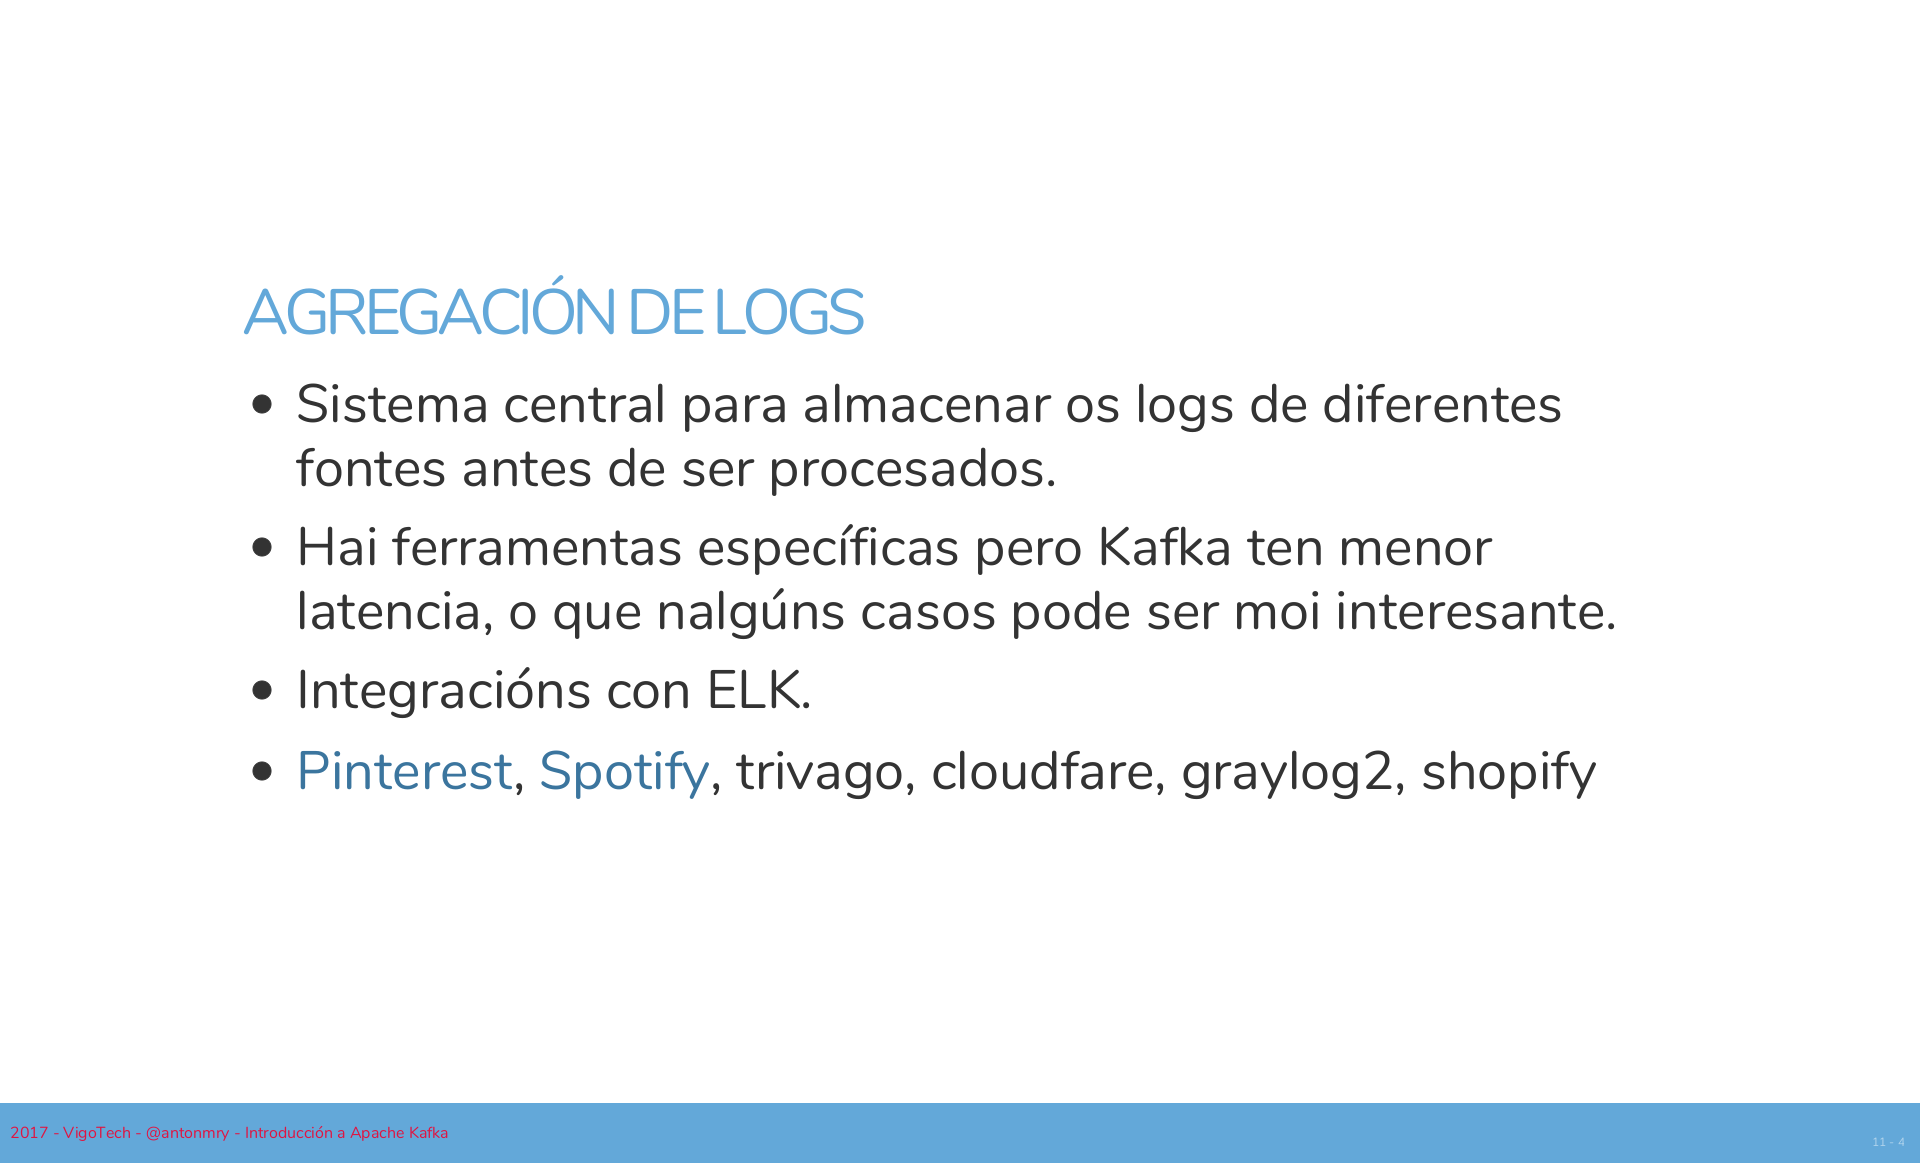 AGREGACIÓN DE LOGS
• Sistema central para almacenar os logs de diferentes
fontes antes de ser procesados.
• Hai ferramentas específicas pero Kafka ten menor
latencia, o que nalgúns casos pode ser moi interesante.
• Integracións con ELK.
• Pinterest, Spotify, trivago, cloudfare, graylog2, shopify
2017 - VigoTech - @antonmry - Introducción a Apache Kafka
11 - 4